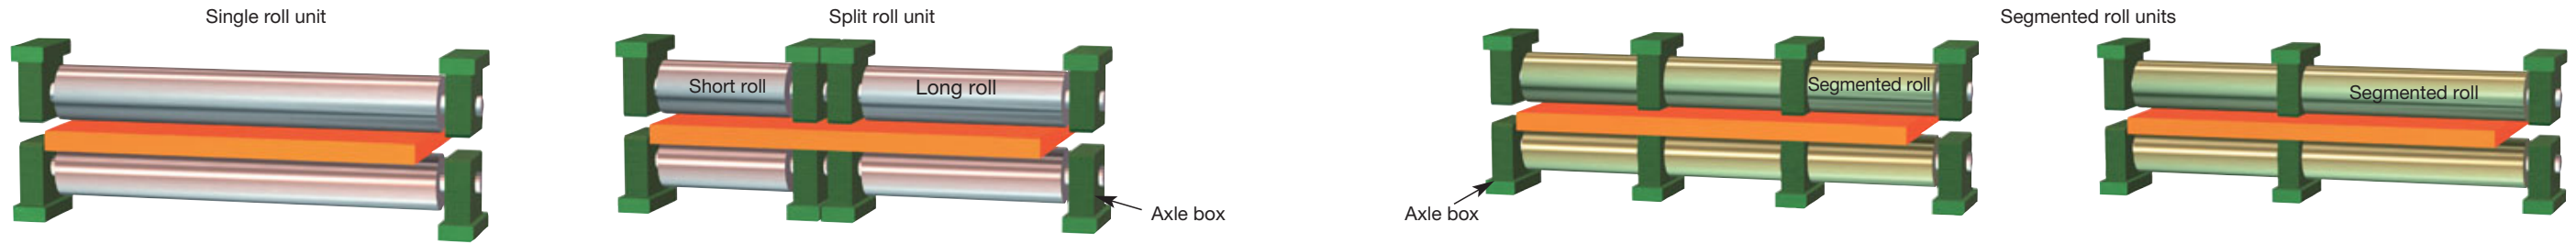 Single roll unit
Split roll unit
Segmented roll units
Short roll
Long roll
Segmented roll
Segmented roll
Axle box
Axle box